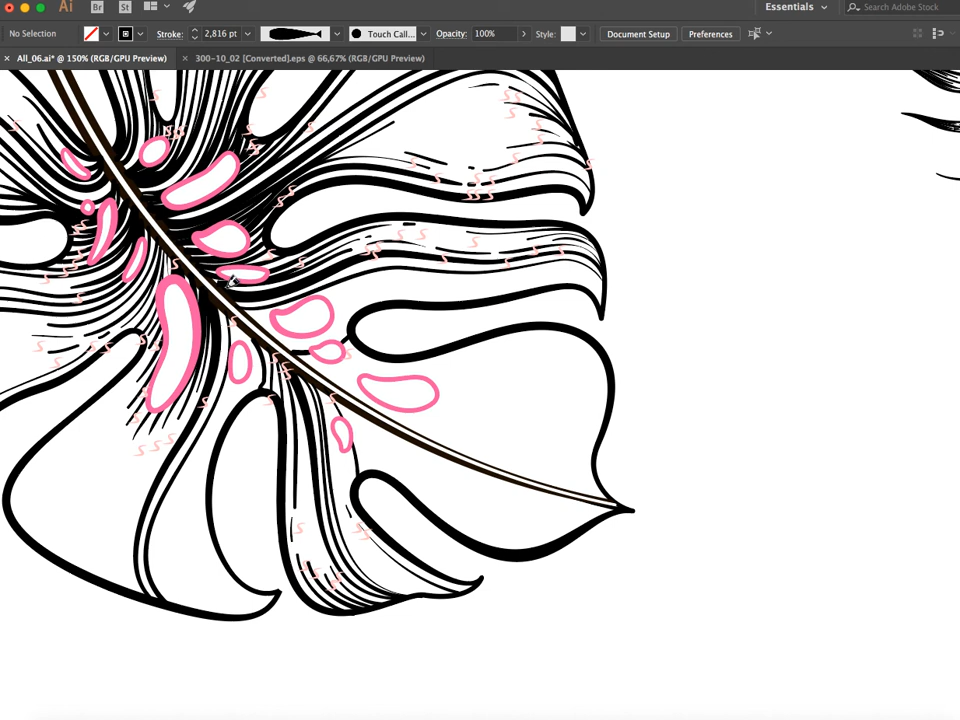 Ai Br St Essentials Search Adobe Stock
No Selection Stroke: 2,816 pt Touch Call... Opacity: 100% Style: Document Setup Preferences
× All_06.ai* @ 150% (RGB/GPU Preview) × 300-10_02 [Converted].eps @ 66,67% (RGB/GPU Preview)